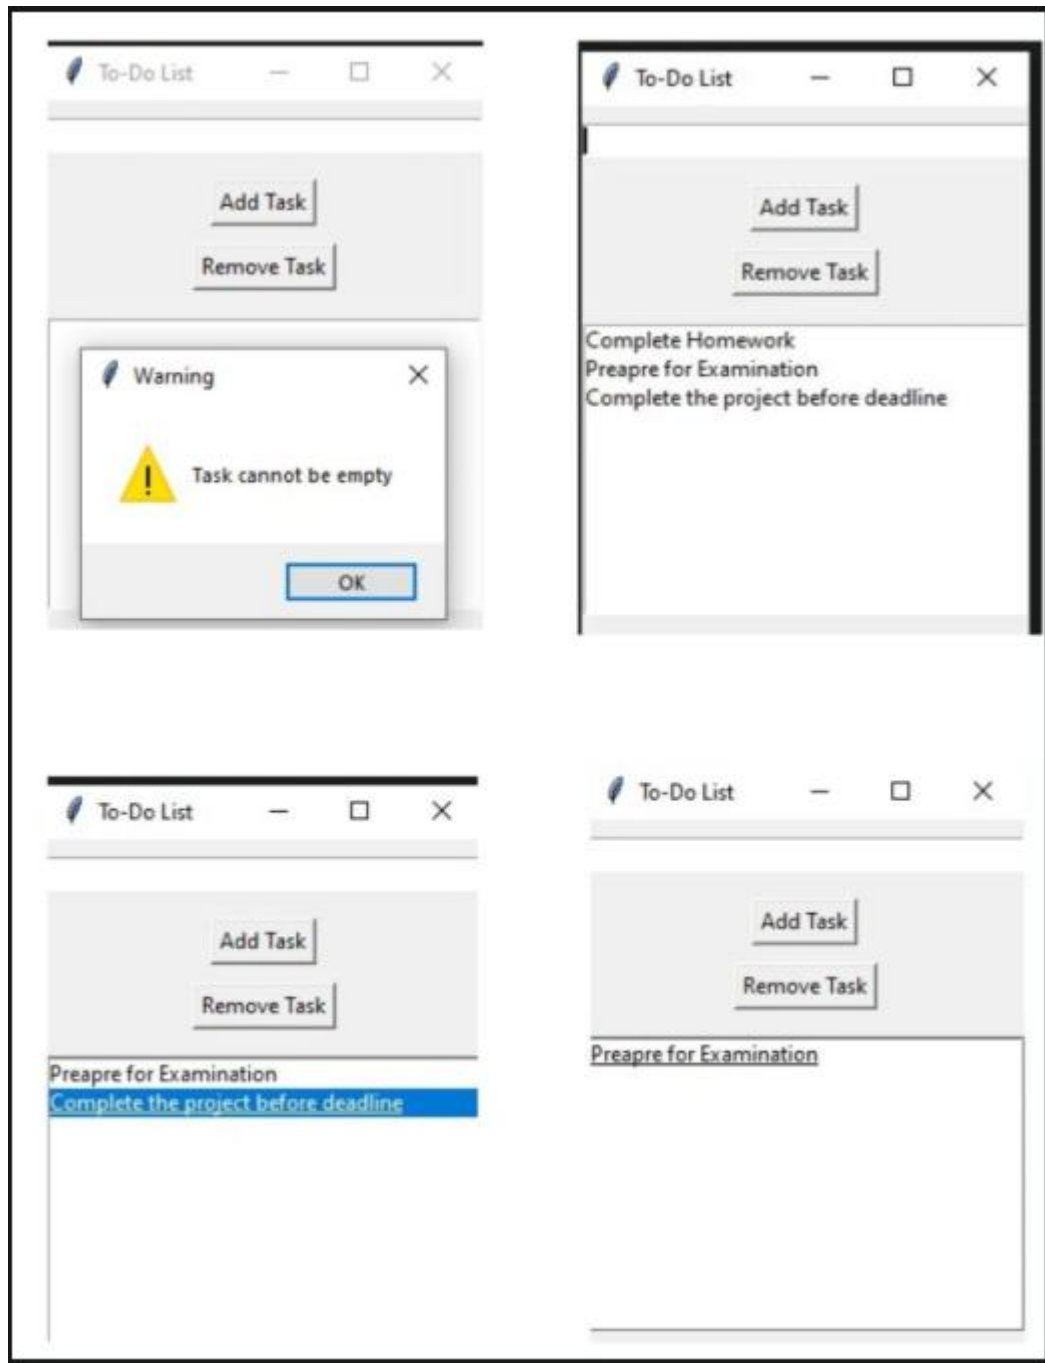 To-Do List
Add Task
Remove Task
Warning
Task cannot be empty
OK
To-Do List
Add Task
Remove Task
Complete Homework
Preapre for Examination
Complete the project before deadline
To-Do List
Add Task
Remove Task
Preapre for Examination
Complete the project before deadline
To-Do List
Add Task
Remove Task
Preapre for Examination